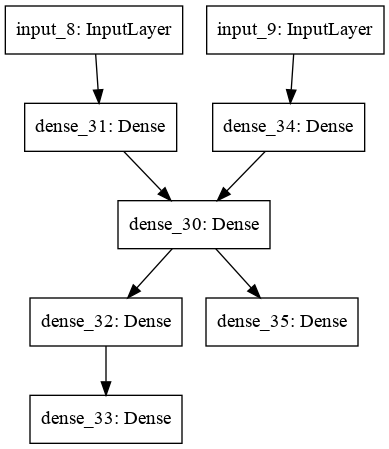 input_8: InputLayer
input_9: InputLayer
dense_31: Dense
dense_34: Dense
dense_30: Dense
dense_32: Dense
dense_35: Dense
dense_33: Dense